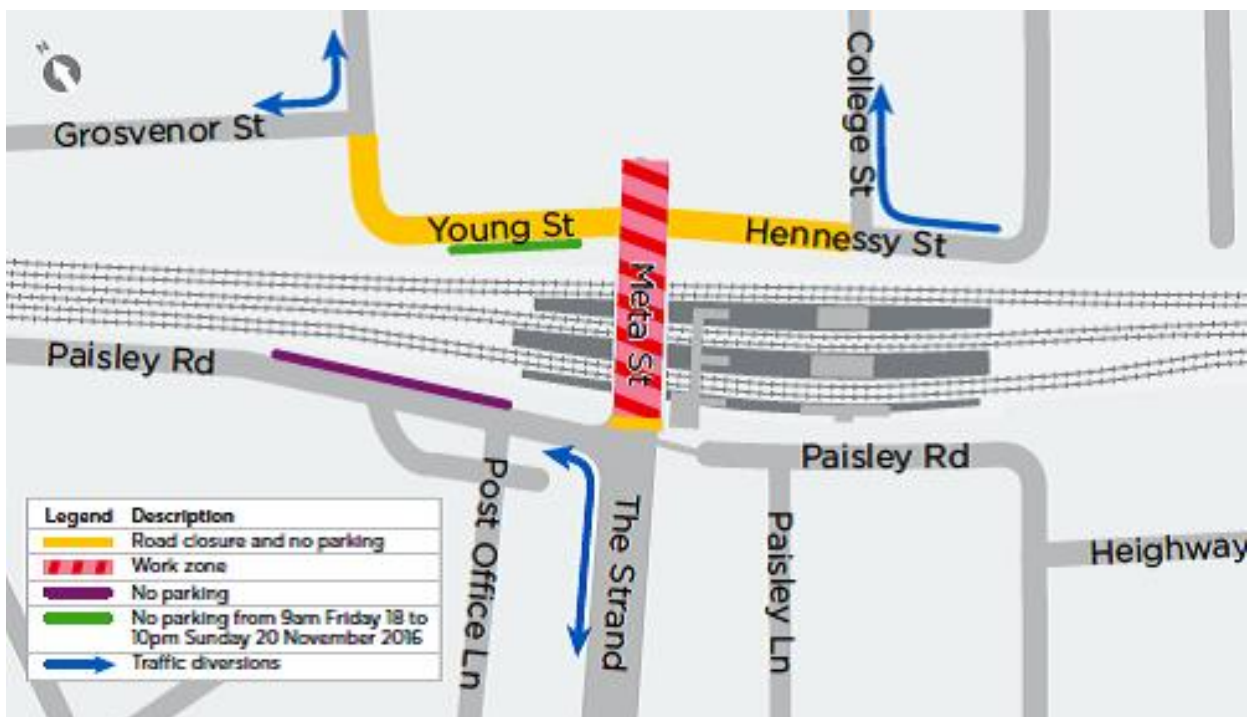 N
College St
Grosvenor St
Young St
Hennessy St
Meta St
Paisley Rd
Paisley Rd
Post Office Ln
The Strand
Paisley Ln
Heighway
Legend Description
Road closure and no parking
Work zone
No parking
No parking from 9am Friday 18 to
10pm Sunday 20 November 2016
Traffic diversions